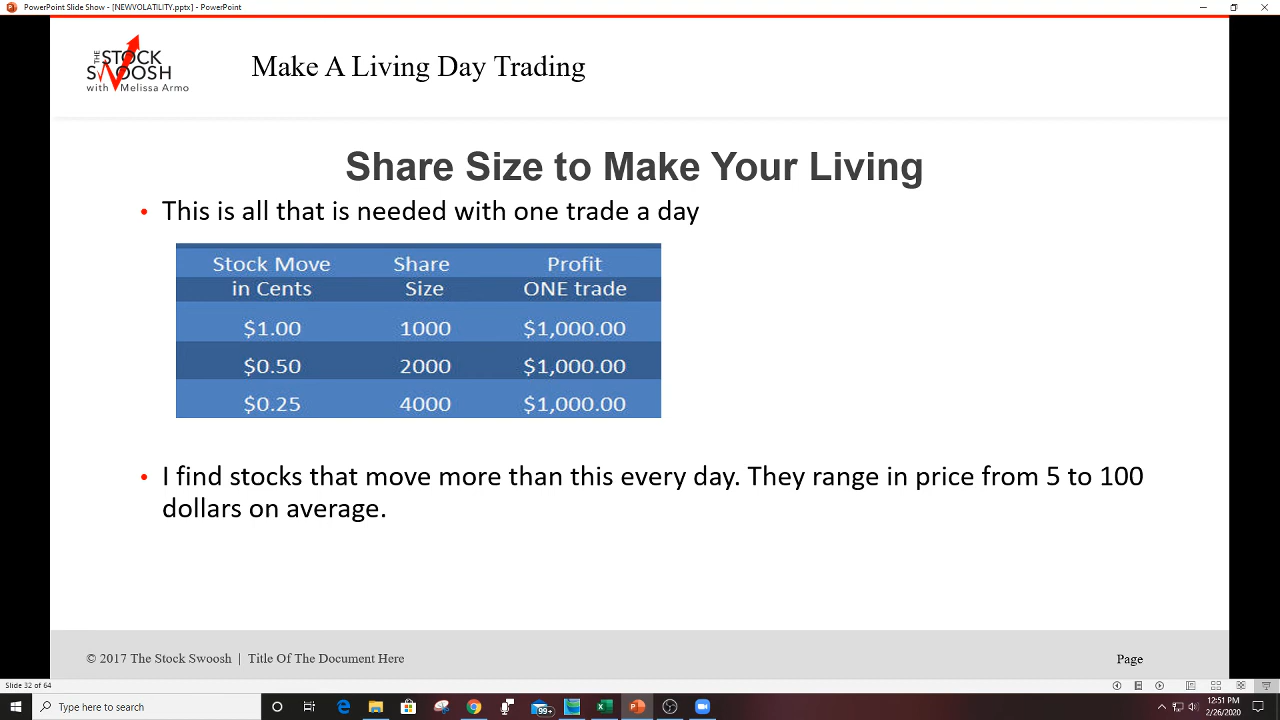 PowerPoint Slide Show - [NEWVOLATILITY.pptx] - PowerPoint
THE
STOCK
SWOOSH
with Melissa Armo
Make A Living Day Trading
Share Size to Make Your Living
• This is all that is needed with one trade a day
Stock Move Share Profit
in Cents Size ONE trade
$1.00 1000 $1,000.00
$0.50 2000 $1,000.00
$0.25 4000 $1,000.00
• I find stocks that move more than this every day. They range in price from 5 to 100
dollars on average.
© 2017 The Stock Swoosh | Title Of The Document Here
Page
Slide 32 of 64
Type here to search
99+
12:51 PM
2/26/2020